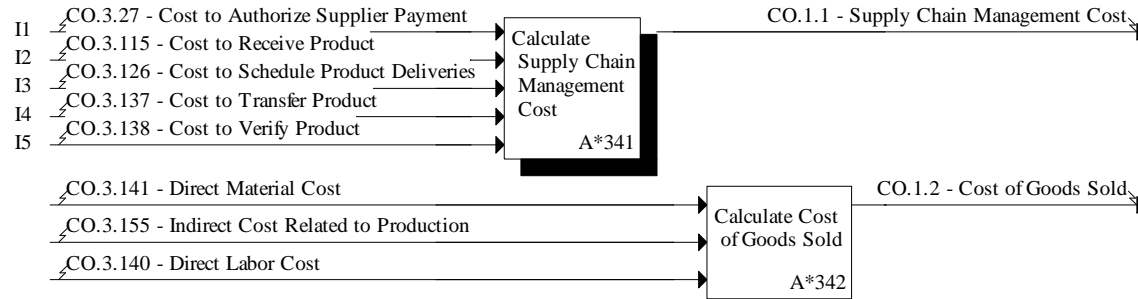 I1 CO.3.27 - Cost to Authorize Supplier Payment
I2 CO.3.115 - Cost to Receive Product
I3 CO.3.126 - Cost to Schedule Product Deliveries
I4 CO.3.137 - Cost to Transfer Product
I5 CO.3.138 - Cost to Verify Product
Calculate
Supply Chain
Management
Cost
A*341
CO.1.1 - Supply Chain Management Cost
CO.3.141 - Direct Material Cost
CO.3.155 - Indirect Cost Related to Production
CO.3.140 - Direct Labor Cost
Calculate Cost
of Goods Sold
A*342
CO.1.2 - Cost of Goods Sold